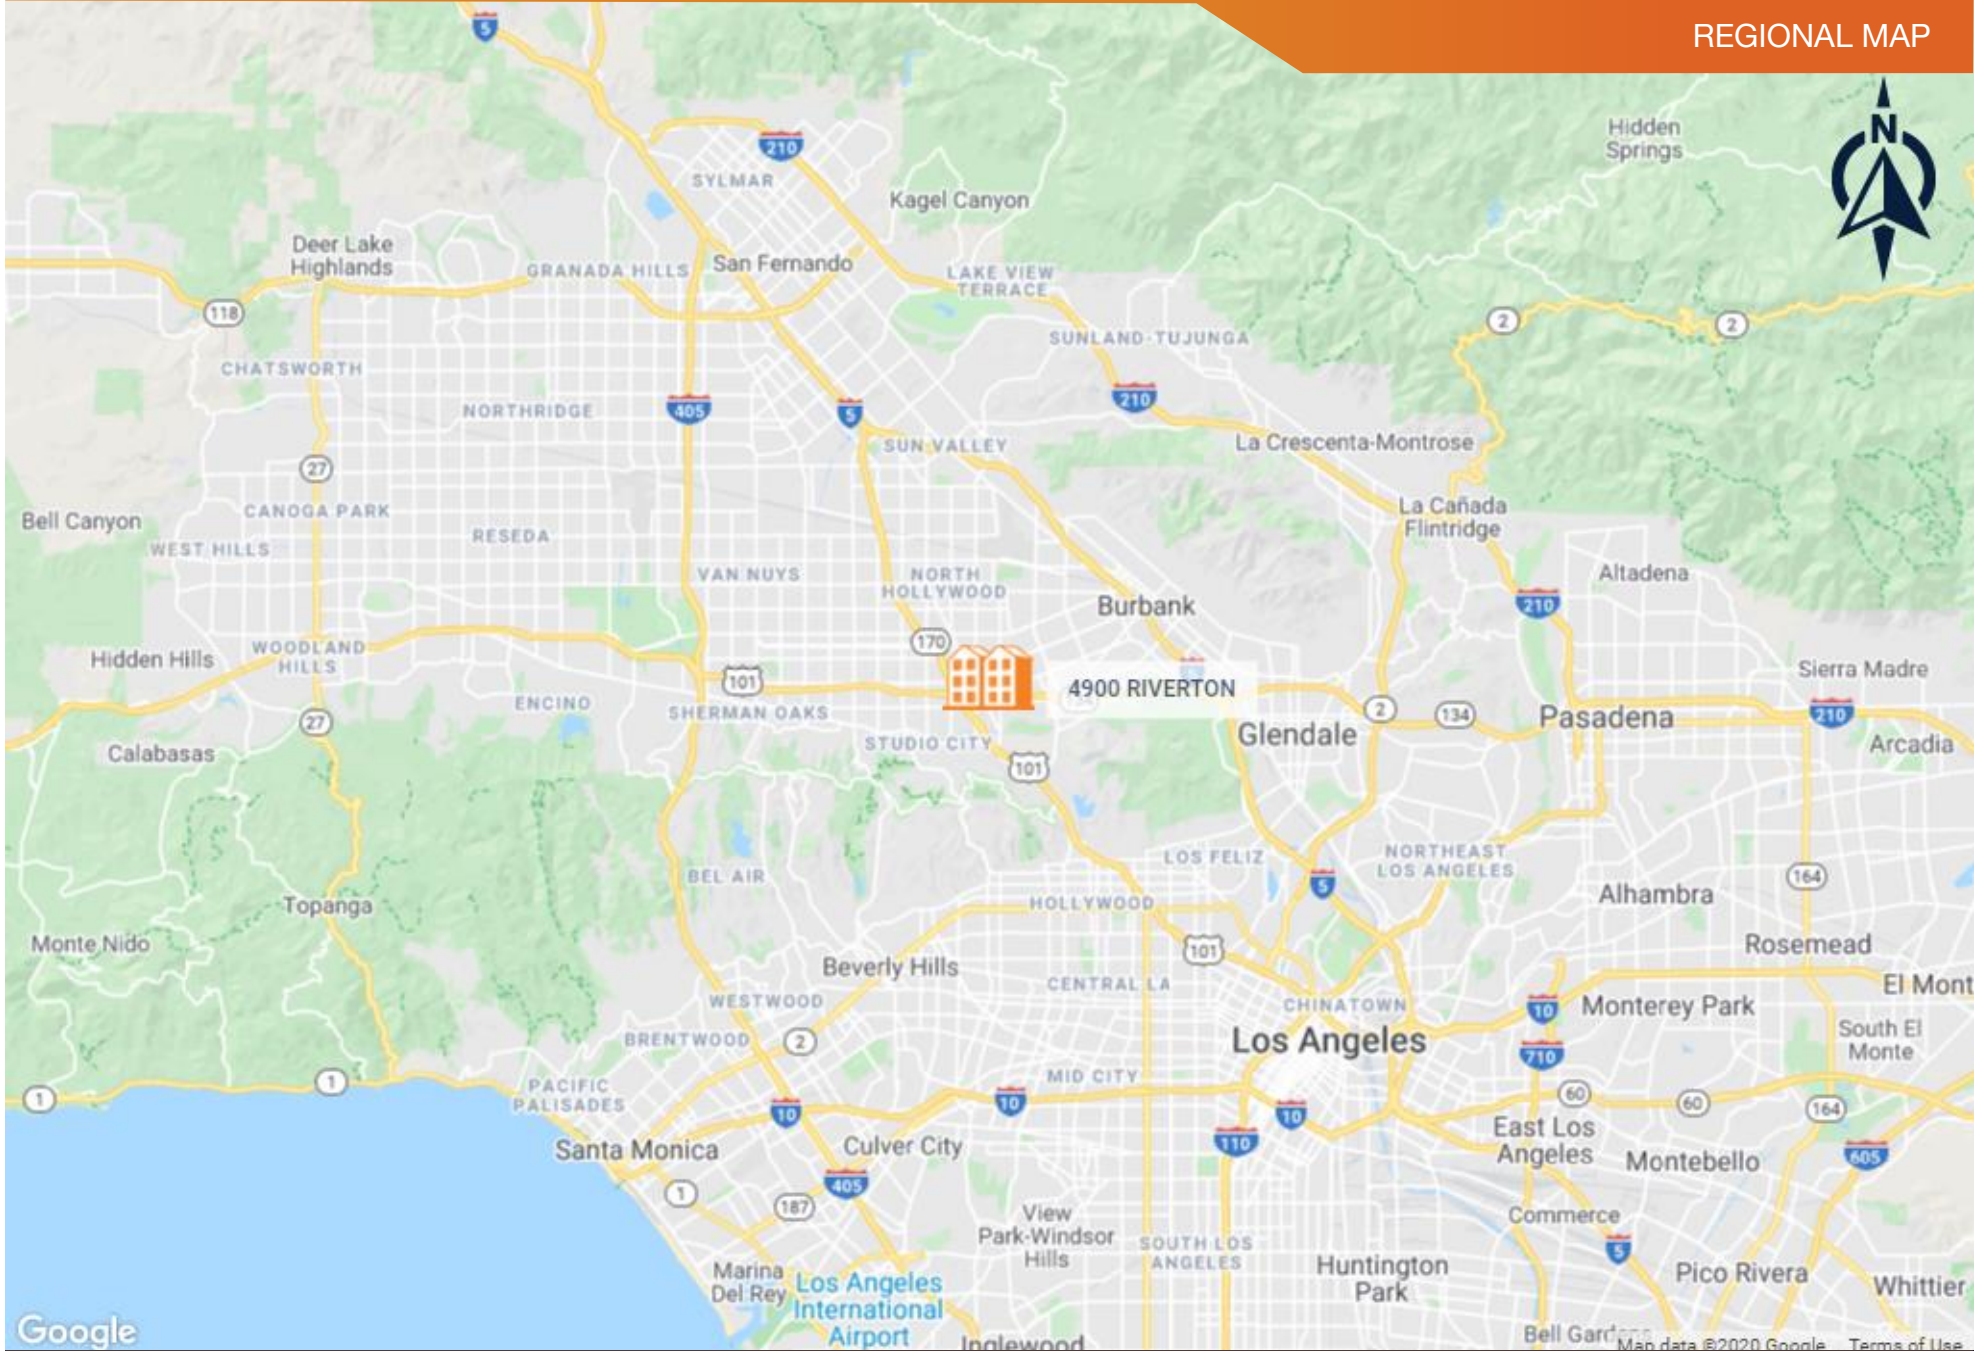 REGIONAL MAP
5
N
Hidden
Springs
210
SYLMAR
Kagel Canyon
Deer Lake
Highlands
GRANADA HILLS
San Fernando
LAKE VIEW
TERRACE
118
2
2
SUNLAND-TUJUNGA
CHATSWORTH
NORTHRIDGE
405
5
210
SUN VALLEY
La Crescenta-Montrose
27
CANOGA PARK
Bell Canyon
La Cañada
Flintridge
WEST HILLS
RESEDA
VAN NUYS
NORTH
HOLLYWOOD
Altadena
Burbank
210
170
WOODLAND
HILLS
Hidden Hills
Sierra Madre
101
4900 RIVERTON
ENCINO
SHERMAN OAKS
2
134
Pasadena
210
27
Glendale
Arcadia
Calabasas
STUDIO CITY
101
LOS FELIZ
NORTHEAST
LOS ANGELES
BEL AIR
5
164
Alhambra
Topanga
HOLLYWOOD
Monte Nido
101
Rosemead
Beverly Hills
CENTRAL LA
El Mont
WESTWOOD
CHINATOWN
10
Monterey Park
BRENTWOOD
2
Los Angeles
South El
Monte
710
MID CITY
1
1
PACIFIC
PALISADES
10
10
10
60
60
164
110
East Los
Angeles
Santa Monica
Culver City
Montebello
605
405
1
187
View
Park-Windsor
Hills
Commerce
SOUTH LOS
ANGELES
5
Huntington
Park
Pico Rivera
Whittier
Marina
Del Rey
Los Angeles
International
Airport
Google
Inglewood
Map data ©2020 Google
Terms of Use